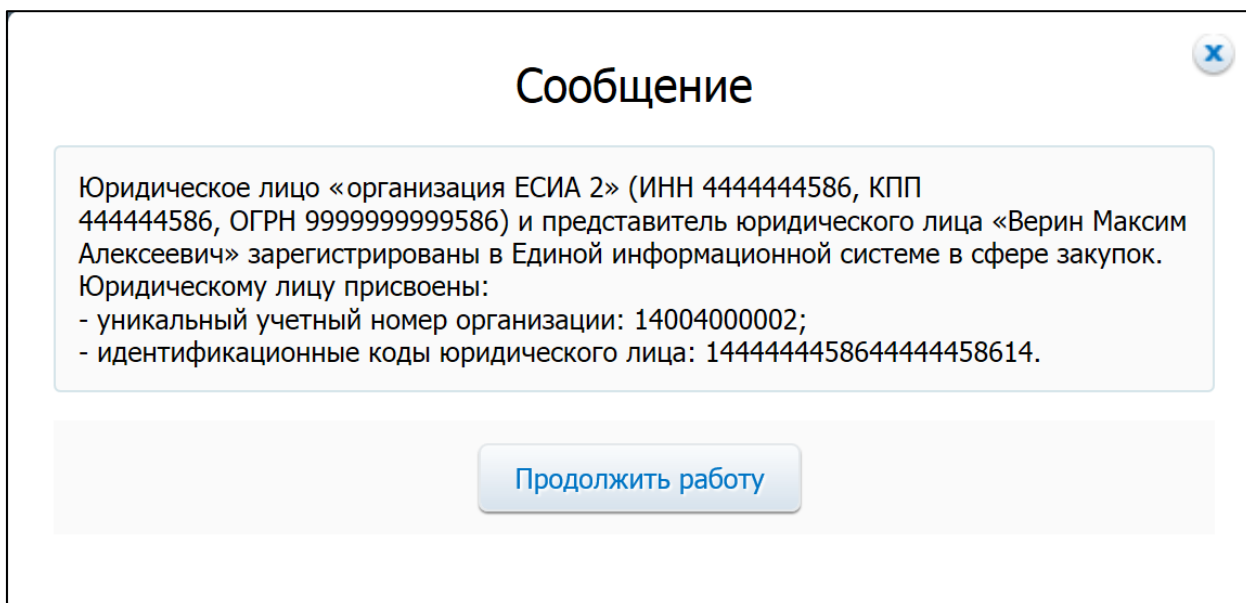 Сообщение
Юридическое лицо «организация ЕСИА 2» (ИНН 4444444586, КПП
444444586, ОГРН 9999999999586) и представитель юридического лица «Верин Максим
Алексеевич» зарегистрированы в Единой информационной системе в сфере закупок.
Юридическому лицу присвоены:
- уникальный учетный номер организации: 14004000002;
- идентификационные коды юридического лица: 1444444458644444458614.
Продолжить работу